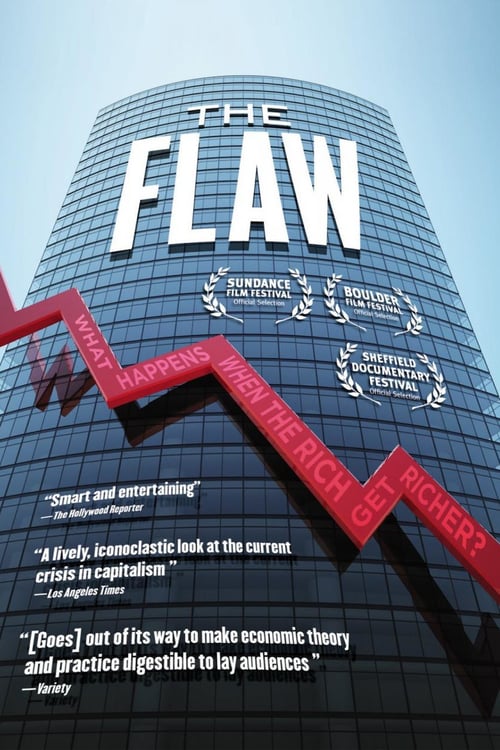 THE
FLAW
SUNDANCE
FILM FESTIVAL
Official Selection
BOULDER
FILM FESTIVAL
Official Selection
SHEFFIELD
DOCUMENTARY
FESTIVAL
Official Selection
WHAT HAPPENS WHEN THE RICH GET RICHER?
“Smart and entertaining”
—The Hollywood Reporter
“A lively, iconoclastic look at the current
crisis in capitalism ”
—Los Angeles Times
“[Goes] out of its way to make economic theory
and practice digestible to lay audiences ”
—Variety